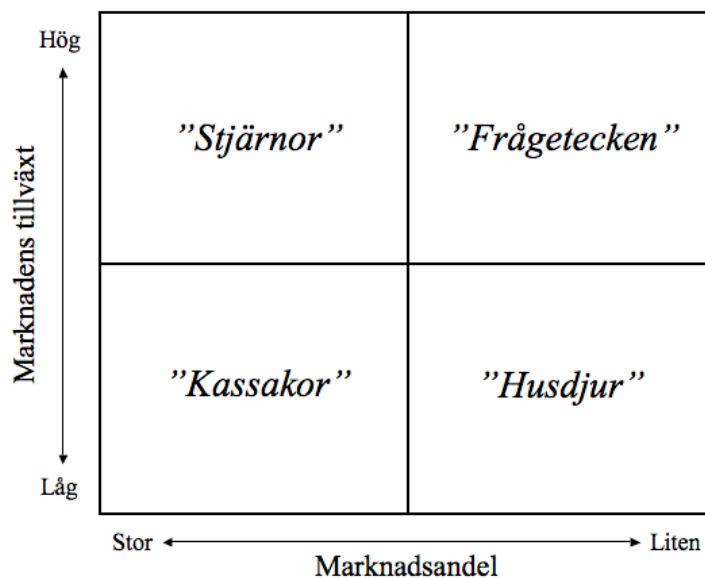 Hög
Marknadens tillväxt
Låg
”Stjärnor”
”Frågetecken”
”Kassakor”
”Husdjur”
Stor
Liten
Marknadsandel